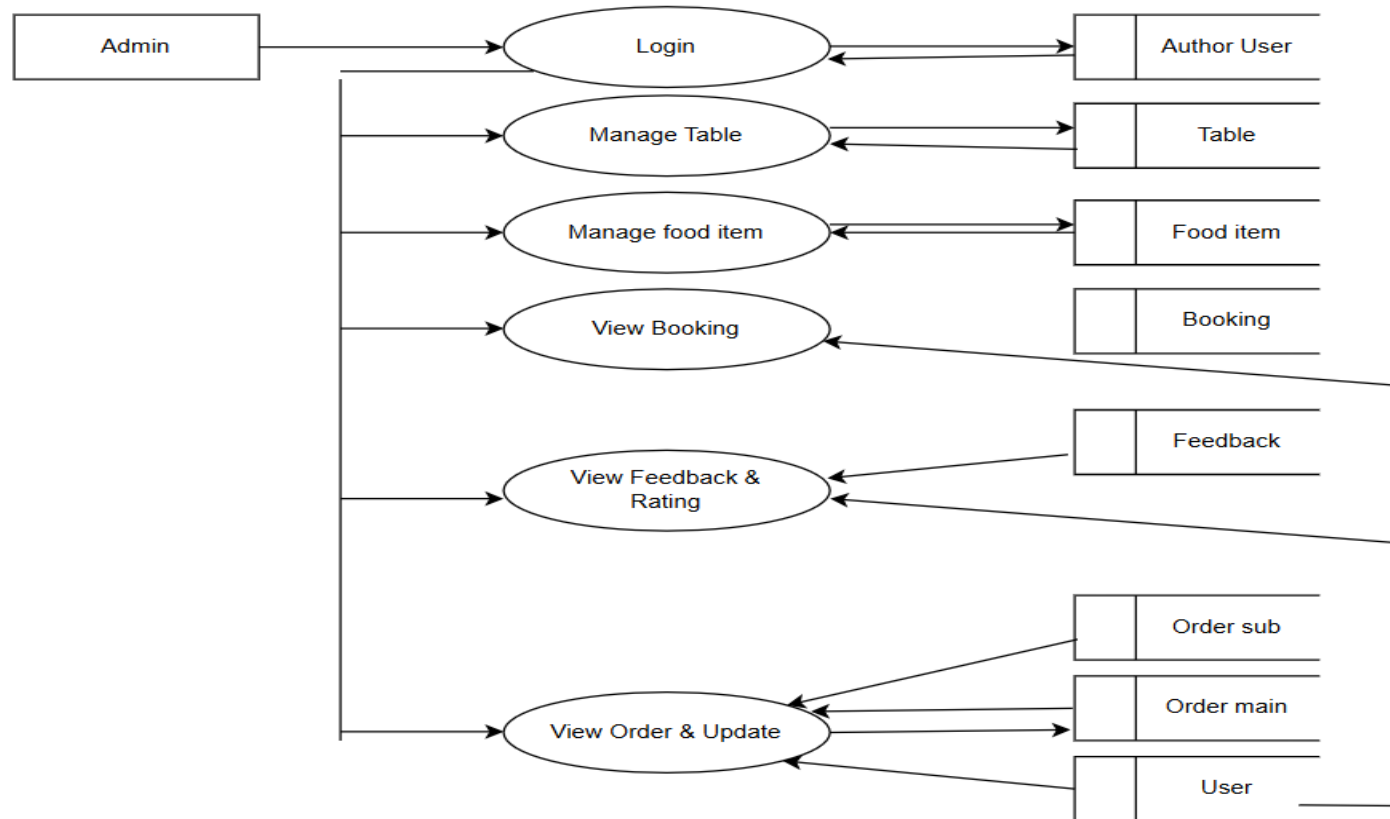 Admin
Login
Author User
Manage Table
Table
Manage food item
Food item
View Booking
Booking
Feedback
View Feedback &
Rating
Order sub
Order main
View Order & Update
User